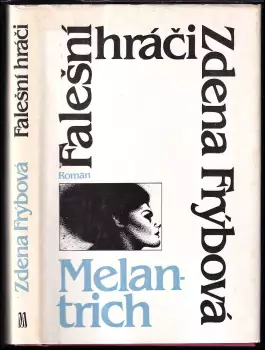 Zdena Frýbová Falešní hráči
M
Falešní
hráči
Zdena Frýbová
Roman
Melan-
trich